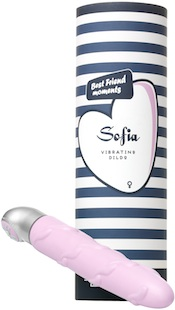 Best Friend
moments
Sofia
VIBRATING
DILDO